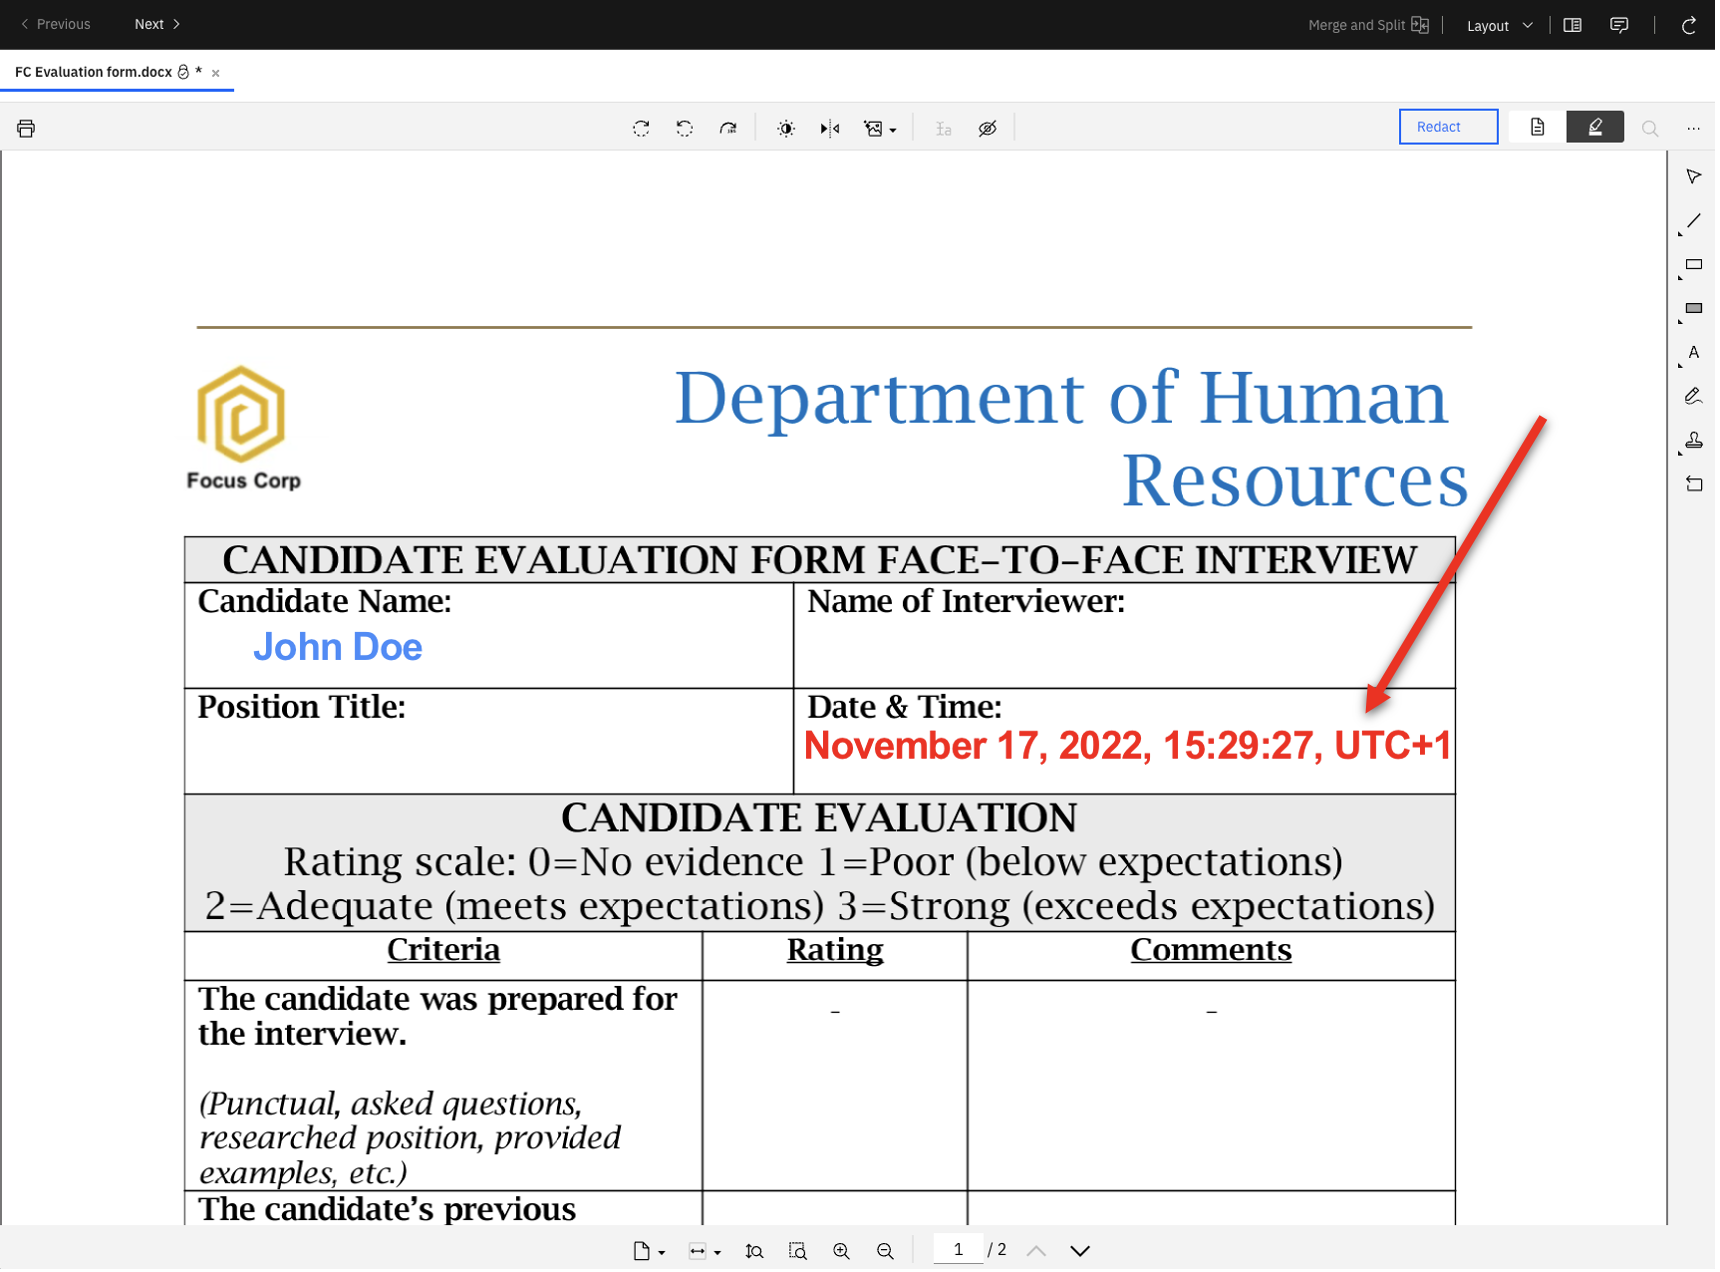 Previous
Next
Merge and Split
Layout
FC Evaluation form.docx *
Redact
Department of Human
Resources
Focus Corp
CANDIDATE EVALUATION FORM FACE-TO-FACE INTERVIEW
Candidate Name:
John Doe
Name of Interviewer:
Position Title:
Date & Time:
November 17, 2022, 15:29:27, UTC+1
CANDIDATE EVALUATION
Rating scale: 0=No evidence 1=Poor (below expectations)
2=Adequate (meets expectations) 3=Strong (exceeds expectations)
Criteria
Rating
Comments
The candidate was prepared for
the interview.
–
–
(Punctual, asked questions,
researched position, provided
examples, etc.)
The candidate's previous
1 / 2